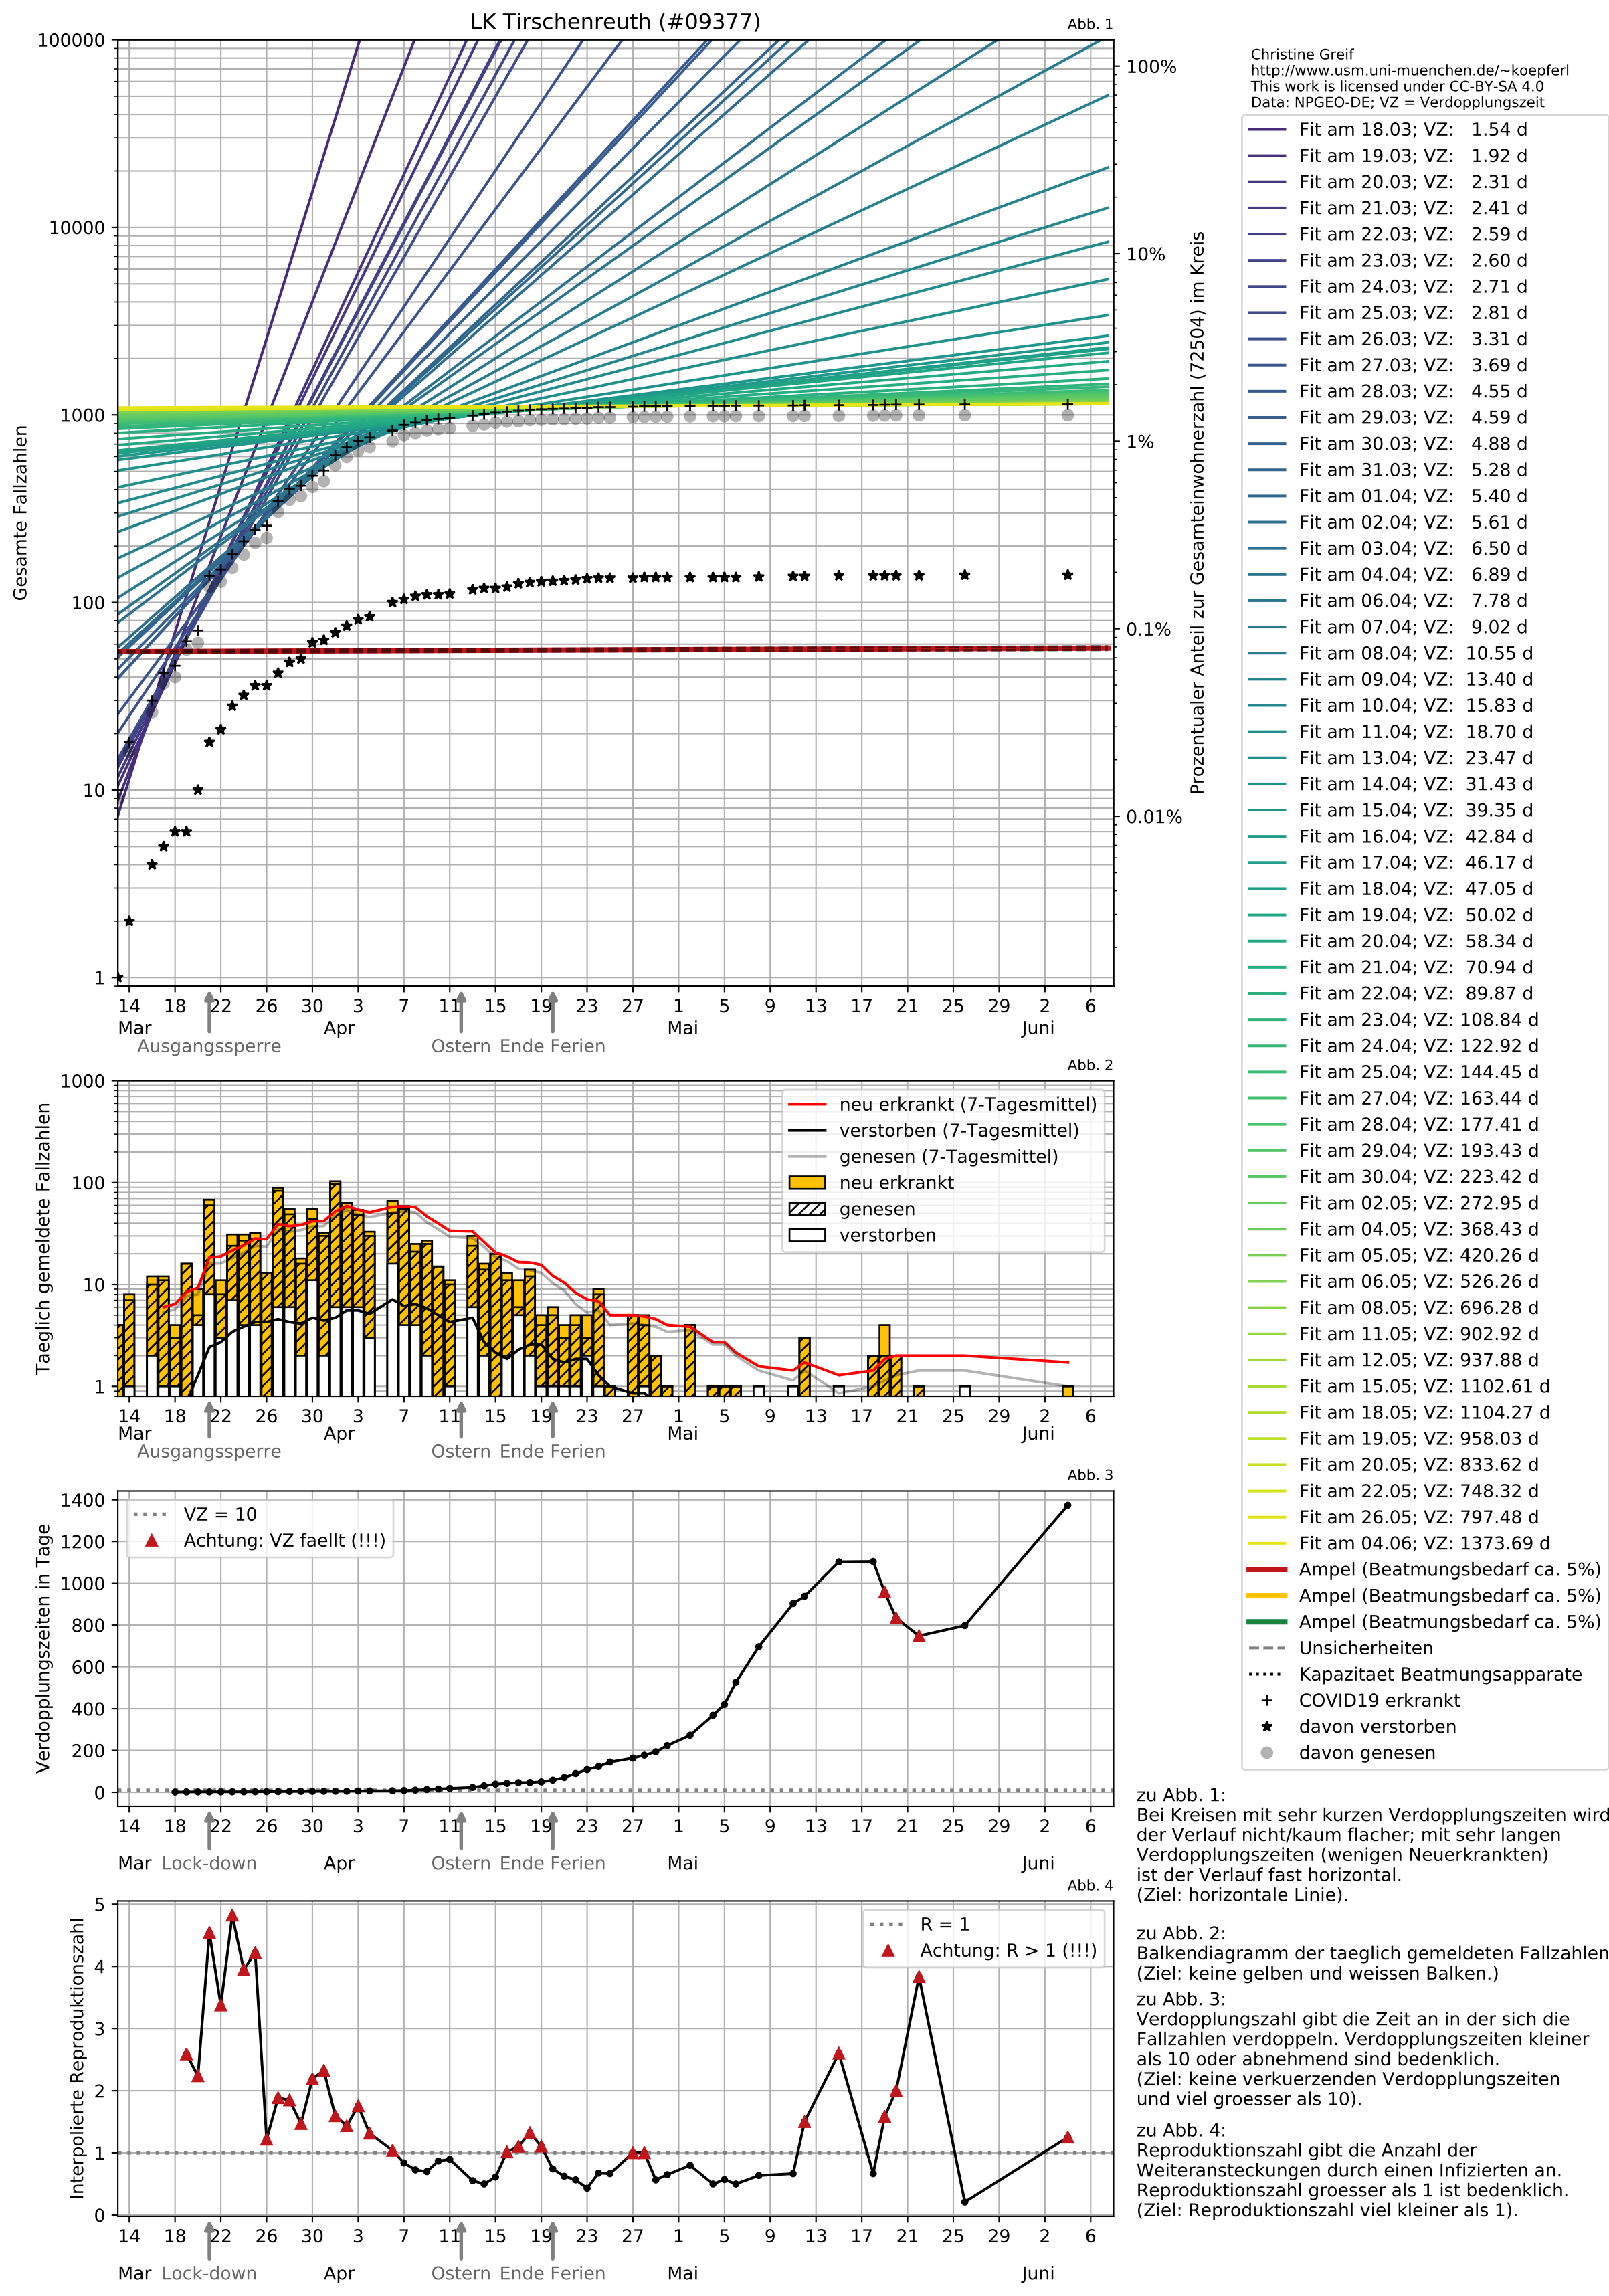 LK Tirschenreuth (#09377)
Abb. 1
Christine Greif
http://www.usm.uni-muenchen.de/~koepferl
This work is licensed under CC-BY-SA 4.0
Data: NPGEO-DE; VZ = Verdopplungszeit
Gesamte Fallzahlen
100000
10000
1000
100
10
1
100%
10%
1%
0.1%
0.01%
Prozentualer Anteil zur Gesamteinwohnerzahl (72504) im Kreis
14 18 22 26 30 3 7 11 15 19 23 27 1 5 9 13 17 21 25 29 2 6
Mar Apr Mai Juni
Ausgangssperre Ostern Ende Ferien
Fit am 18.03; VZ: 1.54 d
Fit am 19.03; VZ: 1.92 d
Fit am 20.03; VZ: 2.31 d
Fit am 21.03; VZ: 2.41 d
Fit am 22.03; VZ: 2.59 d
Fit am 23.03; VZ: 2.60 d
Fit am 24.03; VZ: 2.71 d
Fit am 25.03; VZ: 2.81 d
Fit am 26.03; VZ: 3.31 d
Fit am 27.03; VZ: 3.69 d
Fit am 28.03; VZ: 4.55 d
Fit am 29.03; VZ: 4.59 d
Fit am 30.03; VZ: 4.88 d
Fit am 31.03; VZ: 5.28 d
Fit am 01.04; VZ: 5.40 d
Fit am 02.04; VZ: 5.61 d
Fit am 03.04; VZ: 6.50 d
Fit am 04.04; VZ: 6.89 d
Fit am 06.04; VZ: 7.78 d
Fit am 07.04; VZ: 9.02 d
Fit am 08.04; VZ: 10.55 d
Fit am 09.04; VZ: 13.40 d
Fit am 10.04; VZ: 15.83 d
Fit am 11.04; VZ: 18.70 d
Fit am 13.04; VZ: 23.47 d
Fit am 14.04; VZ: 31.43 d
Fit am 15.04; VZ: 39.35 d
Fit am 16.04; VZ: 42.84 d
Fit am 17.04; VZ: 46.17 d
Fit am 18.04; VZ: 47.05 d
Fit am 19.04; VZ: 50.02 d
Fit am 20.04; VZ: 58.34 d
Fit am 21.04; VZ: 70.94 d
Fit am 22.04; VZ: 89.87 d
Fit am 23.04; VZ: 108.84 d
Fit am 24.04; VZ: 122.92 d
Fit am 25.04; VZ: 144.45 d
Fit am 27.04; VZ: 163.44 d
Fit am 28.04; VZ: 177.41 d
Fit am 29.04; VZ: 193.43 d
Fit am 30.04; VZ: 223.42 d
Fit am 02.05; VZ: 272.95 d
Fit am 04.05; VZ: 368.43 d
Fit am 05.05; VZ: 420.26 d
Fit am 06.05; VZ: 526.26 d
Fit am 08.05; VZ: 696.28 d
Fit am 11.05; VZ: 902.92 d
Fit am 12.05; VZ: 937.88 d
Fit am 15.05; VZ: 1102.61 d
Fit am 18.05; VZ: 1104.27 d
Fit am 19.05; VZ: 958.03 d
Fit am 20.05; VZ: 833.62 d
Fit am 22.05; VZ: 748.32 d
Fit am 26.05; VZ: 797.48 d
Fit am 04.06; VZ: 1373.69 d
Ampel (Beatmungsbedarf ca. 5%)
Ampel (Beatmungsbedarf ca. 5%)
Ampel (Beatmungsbedarf ca. 5%)
Unsicherheiten
Kapazitaet Beatmungsapparate
COVID19 erkrankt
davon verstorben
davon genesen
Abb. 2
Taeglich gemeldete Fallzahlen
1000
100
10
1
neu erkrankt (7-Tagesmittel)
verstorben (7-Tagesmittel)
genesen (7-Tagesmittel)
neu erkrankt
genesen
verstorben
14 18 22 26 30 3 7 11 15 19 23 27 1 5 9 13 17 21 25 29 2 6
Mar Apr Mai Juni
Ausgangssperre Ostern Ende Ferien
Abb. 3
Verdopplungszeiten in Tage
1400
1200
1000
800
600
400
200
0
VZ = 10
Achtung: VZ faellt (!!!)
14 18 22 26 30 3 7 11 15 19 23 27 1 5 9 13 17 21 25 29 2 6
Mar Lock-down Apr Ostern Ende Ferien Mai Juni
Abb. 4
Interpolierte Reproduktionszahl
5
4
3
2
1
0
R = 1
Achtung: R > 1 (!!!)
14 18 22 26 30 3 7 11 15 19 23 27 1 5 9 13 17 21 25 29 2 6
Mar Lock-down Apr Ostern Ende Ferien Mai Juni
zu Abb. 1:
Bei Kreisen mit sehr kurzen Verdopplungszeiten wird
der Verlauf nicht/kaum flacher; mit sehr langen
Verdopplungszeiten (wenigen Neuerkrankten)
ist der Verlauf fast horizontal.
(Ziel: horizontale Linie).
zu Abb. 2:
Balkendiagramm der taeglich gemeldeten Fallzahlen
(Ziel: keine gelben und weissen Balken.)
zu Abb. 3:
Verdopplungszahl gibt die Zeit an in der sich die
Fallzahlen verdoppeln. Verdopplungszeiten kleiner
als 10 oder abnehmend sind bedenklich.
(Ziel: keine verkuerzenden Verdopplungszeiten
und viel groesser als 10).
zu Abb. 4:
Reproduktionszahl gibt die Anzahl der
Weiteransteckungen durch einen Infizierten an.
Reproduktionszahl groesser als 1 ist bedenklich.
(Ziel: Reproduktionszahl viel kleiner als 1).